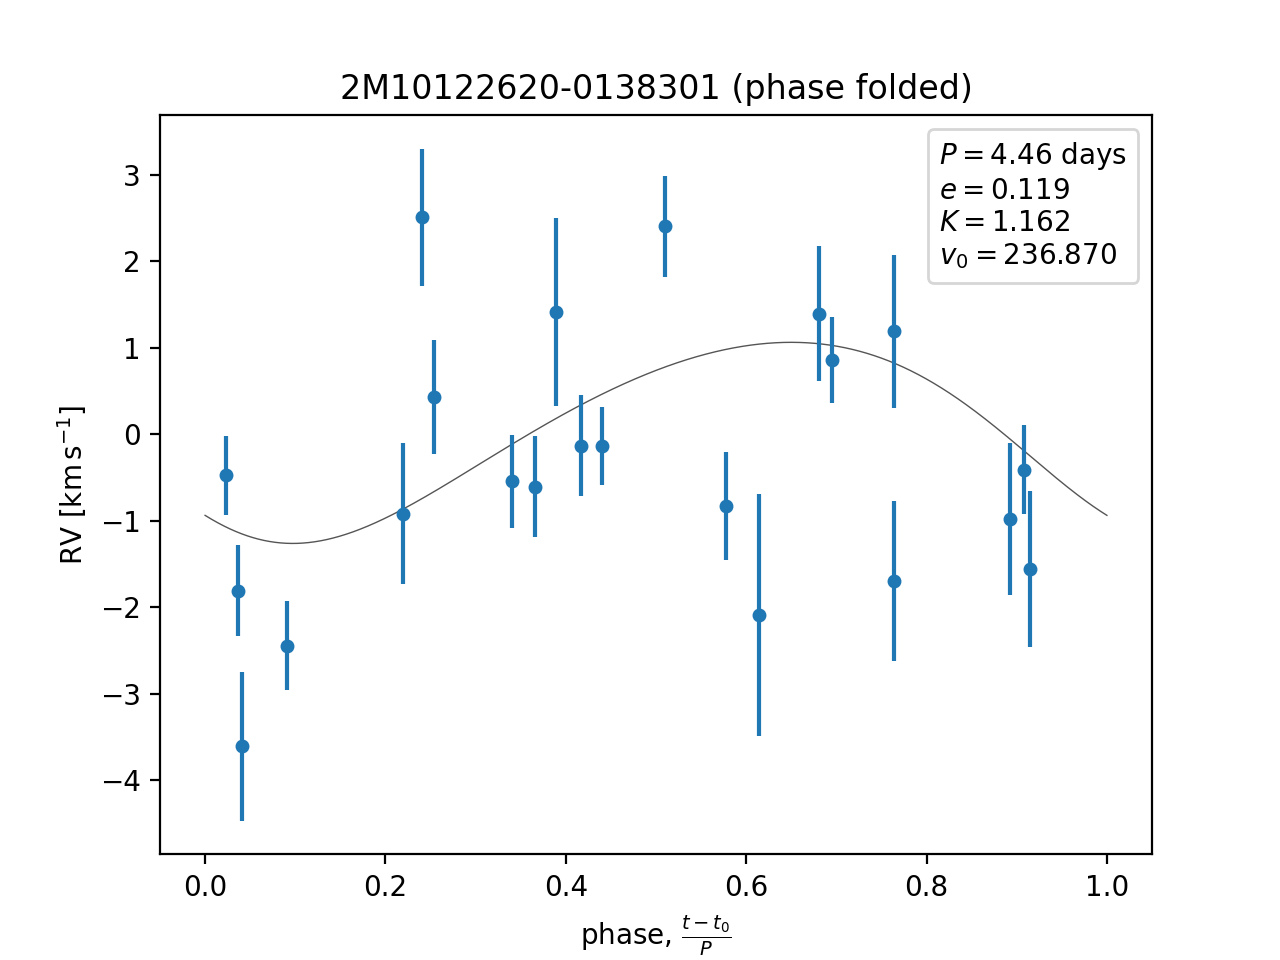 2M10122620-0138301 (phase folded)
P = 4.46 days
e = 0.119
K = 1.162
v₀ = 236.870
3
2
1
0
−1
−2
−3
−4
RV [km s⁻¹]
0.0 0.2 0.4 0.6 0.8 1.0
phase, (t − t₀)/P